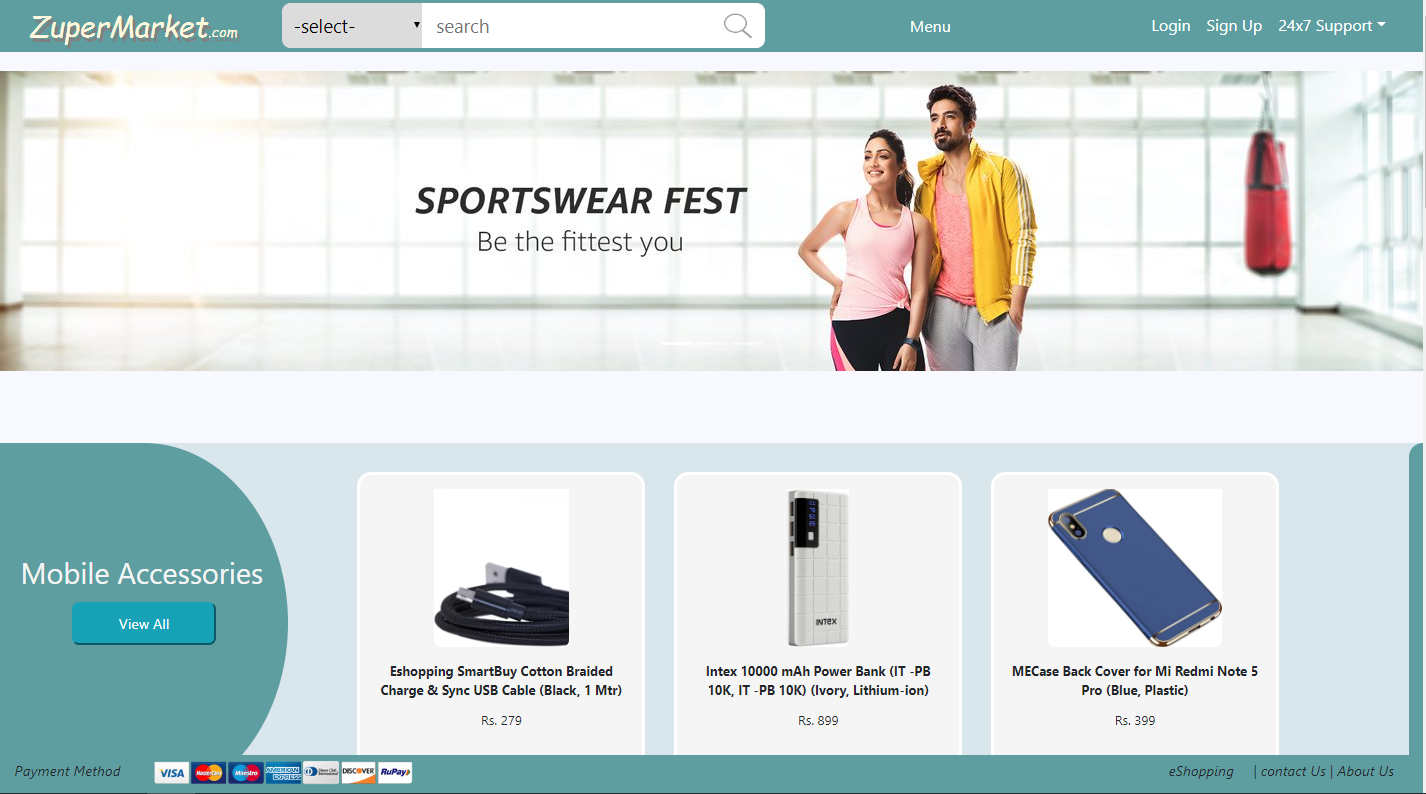 ZuperMarket.com
-select-
search
Menu
Login
Sign Up
24x7 Support
SPORTSWEAR FEST
Be the fittest you
Mobile Accessories
View All
INTEX
Eshopping SmartBuy Cotton Braided
Charge & Sync USB Cable (Black, 1 Mtr)
Rs. 279
Intex 10000 mAh Power Bank (IT -PB
10K, IT -PB 10K) (Ivory, Lithium-ion)
Rs. 899
MECase Back Cover for Mi Redmi Note 5
Pro (Blue, Plastic)
Rs. 399
Payment Method
VISA
MasterCard
Maestro
AMERICAN EXPRESS
DISCOVER
RuPay
eShopping | contact Us | About Us